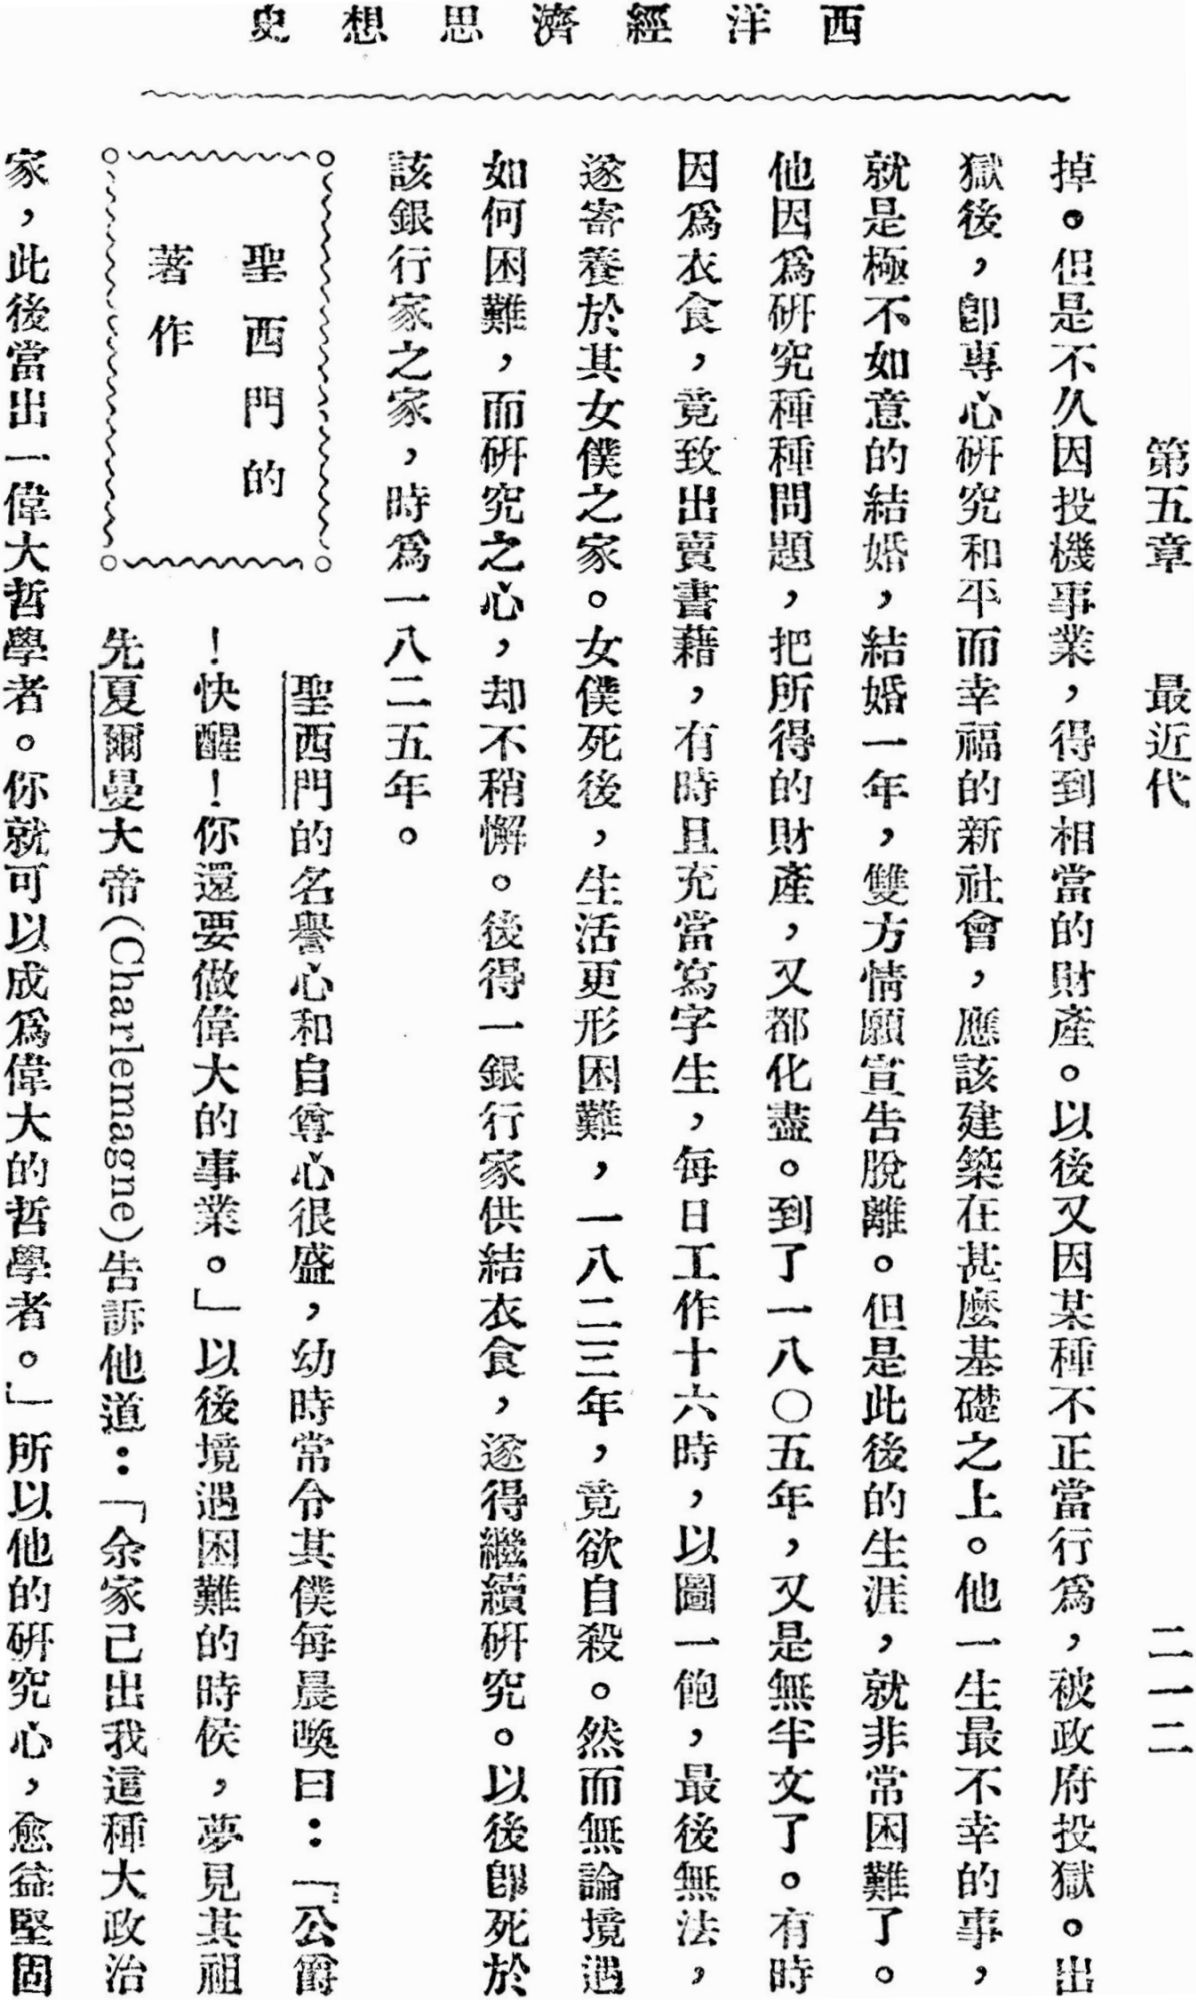 西洋經濟思想史
第五章　最近代　二一二
掉。但是不久因投機事業，得到相當的財產。以後又因某種不正當行爲，被政府投獄。出
獄後，卽專心硏究和平而幸福的新社會，應該建築在甚麼基礎之上。他一生最不幸的事，
就是極不如意的結婚，結婚一年，雙方情願宣告脫離。但是此後的生涯，就非常困難了。
他因爲硏究種種問題，把所得的財產，又都化盡。到了一八〇五年，又是無半文了。有時
因爲衣食，竟致出賣書藉，有時且充當寫字生，每日工作十六時，以圖一飽，最後無法，
遂寄養於其女僕之家。女僕死後，生活更形困難，一八二三年，竟欲自殺。然而無論境遇
如何困難，而硏究之心，却不稍懈。後得一銀行家供結衣食，遂得繼續硏究。以後卽死於
該銀行家之家，時爲一八二五年。
聖西門的
著作
聖西門的名譽心和自尊心很盛，幼時常令其僕每晨喚曰：「公爵
！快醒！你還要做偉大的事業。」以後境遇困難的時侯，夢見其祖
先夏爾曼大帝(Charlemagne)告訴他道：「余家己出我這種大政治
家，此後當出一偉大哲學者。你就可以成爲偉大的哲學者。」所以他的硏究心，愈益堅固